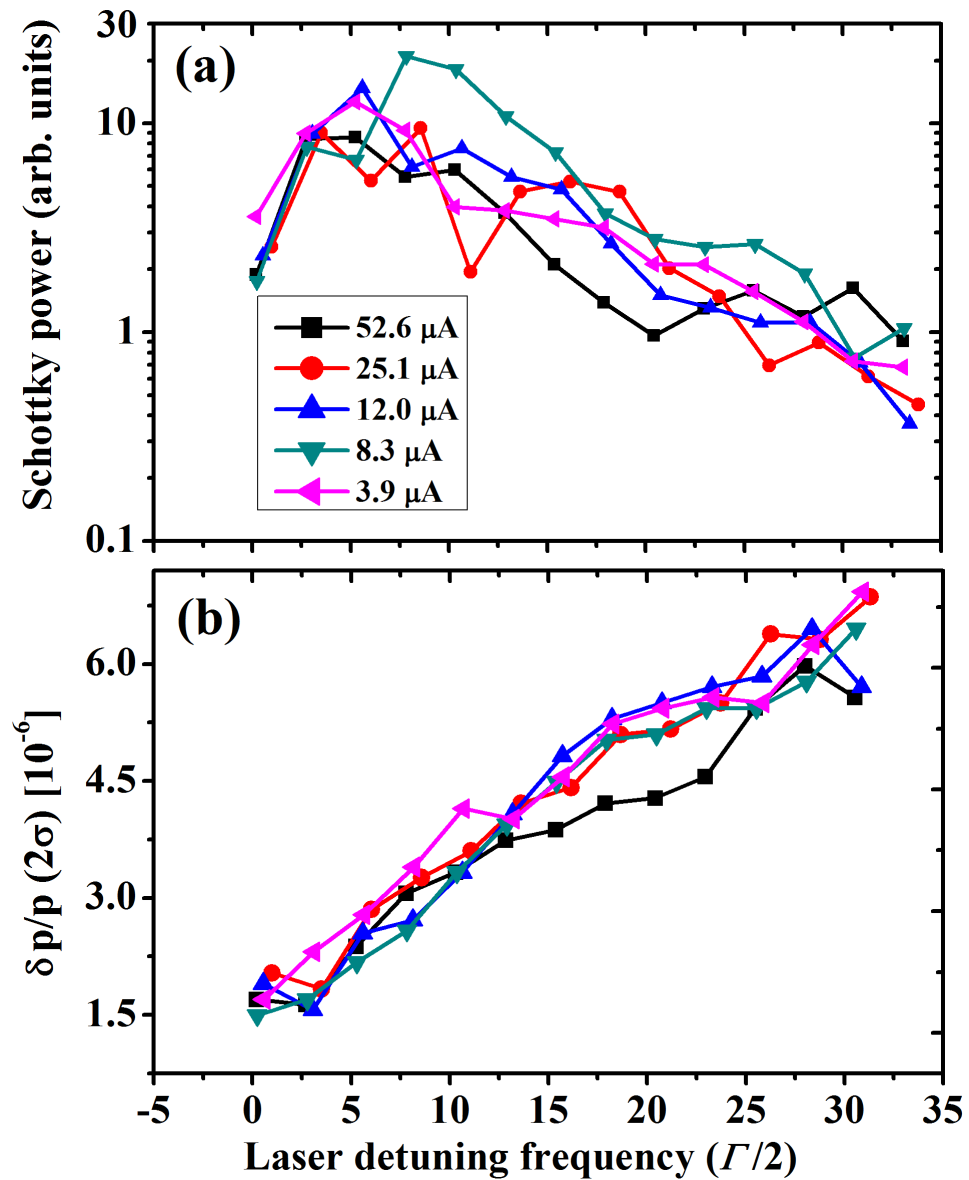 30
10
1
0.1
Schottky power (arb. units)
(a)
52.6 μA
25.1 μA
12.0 μA
8.3 μA
3.9 μA
(b)
6.0
4.5
3.0
1.5
δp/p (2σ) [10⁻⁶]
-5 0 5 10 15 20 25 30 35
Laser detuning frequency (Γ/2)